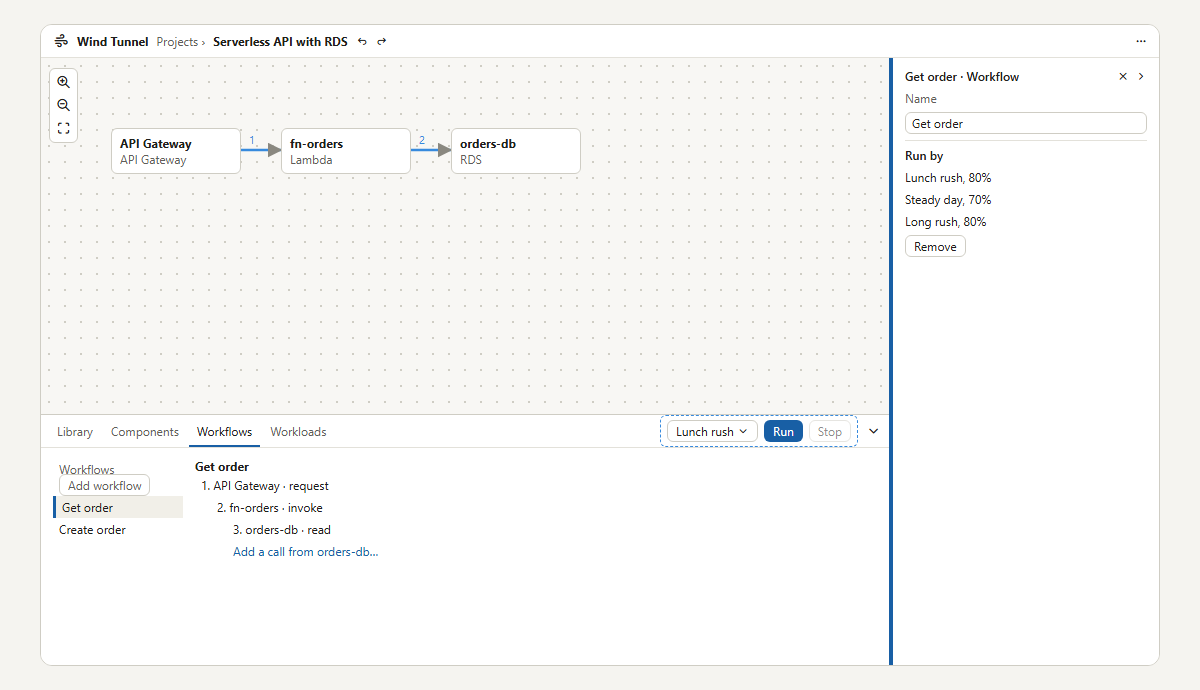 Wind Tunnel Projects › Serverless API with RDS
API Gateway
API Gateway
1
fn-orders
Lambda
2
orders-db
RDS
Get order · Workflow
Name
Get order
Run by
Lunch rush, 80%
Steady day, 70%
Long rush, 80%
Remove
Library Components Workflows Workloads Lunch rush Run Stop
Workflows
Add workflow
Get order
Create order
Get order
1. API Gateway · request
2. fn-orders · invoke
3. orders-db · read
Add a call from orders-db...